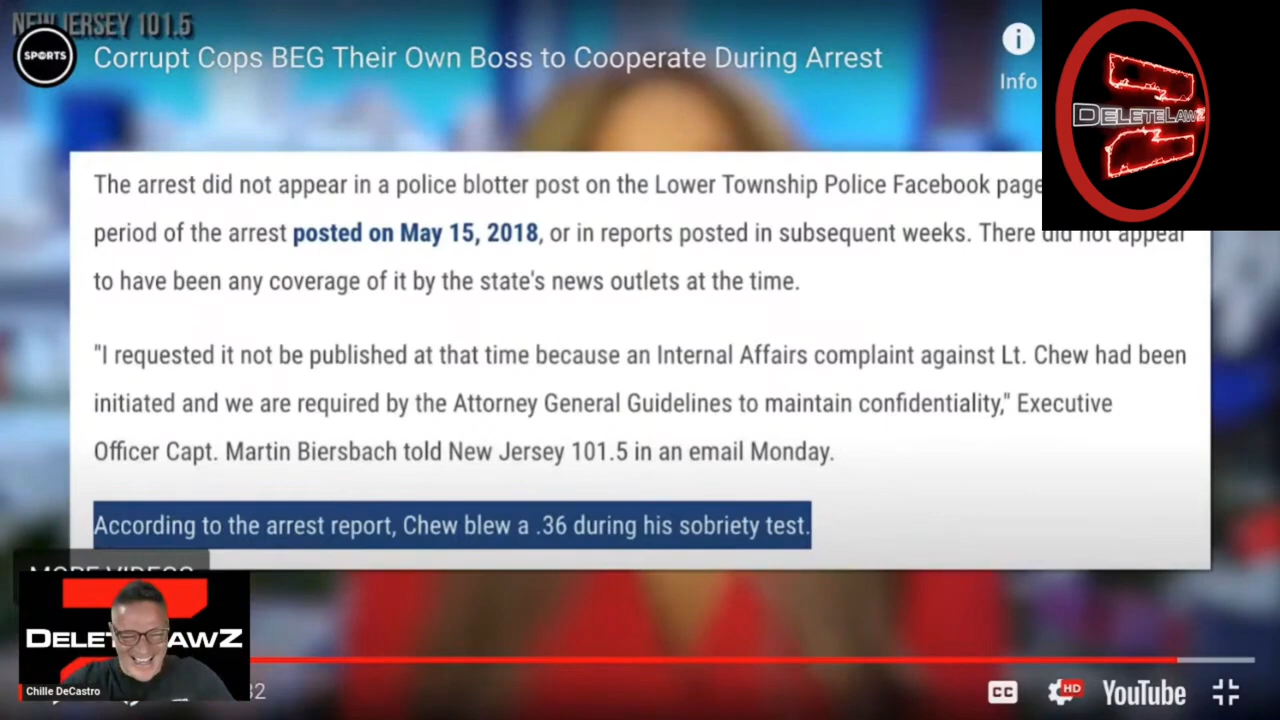 NEW JERSEY 101.5
SPORTS
Corrupt Cops BEG Their Own Boss to Cooperate During Arrest
Info
DELETELAWZ
The arrest did not appear in a police blotter post on the Lower Township Police Facebook page
period of the arrest posted on May 15, 2018, or in reports posted in subsequent weeks. There did not appear
to have been any coverage of it by the state's news outlets at the time.
"I requested it not be published at that time because an Internal Affairs complaint against Lt. Chew had been
initiated and we are required by the Attorney General Guidelines to maintain confidentiality," Executive
Officer Capt. Martin Biersbach told New Jersey 101.5 in an email Monday.
According to the arrest report, Chew blew a .36 during his sobriety test.
MORE VIDEOS
DELET AWZ
Chille DeCastro
32
CC
HD
YouTube